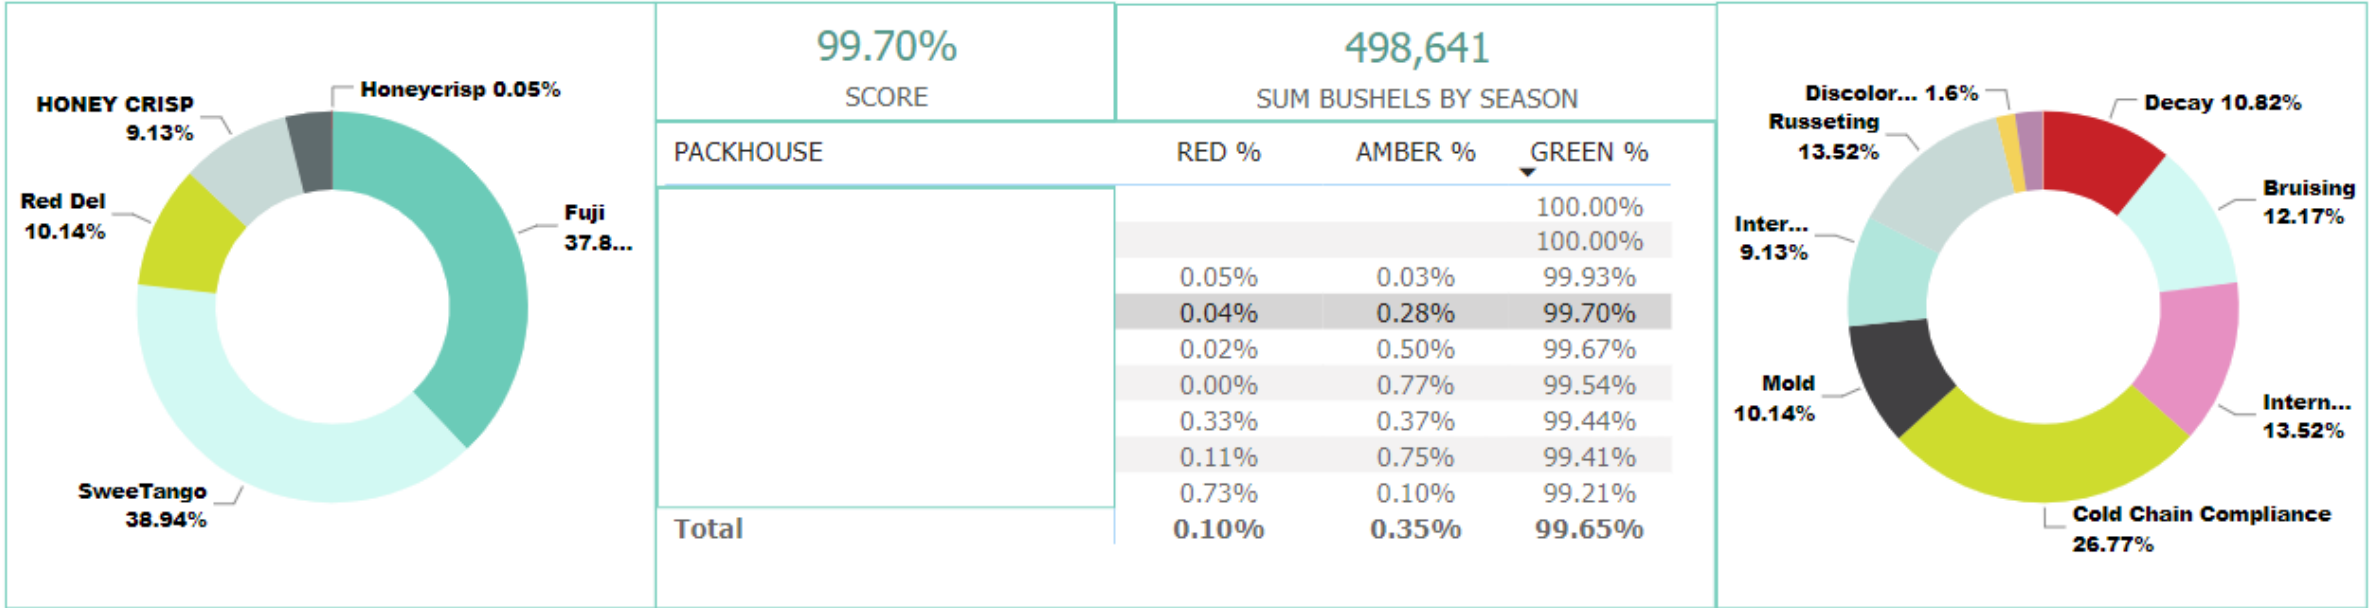 HONEY CRISP
9.13%
Honeycrisp 0.05%
Red Del
10.14%
Fuji
37.8...
SweeTango
38.94%
99.70%
SCORE
498,641
SUM BUSHELS BY SEASON
PACKHOUSE RED % AMBER % GREEN %
100.00%
100.00%
0.05% 0.03% 99.93%
0.04% 0.28% 99.70%
0.02% 0.50% 99.67%
0.00% 0.77% 99.54%
0.33% 0.37% 99.44%
0.11% 0.75% 99.41%
0.73% 0.10% 99.21%
Total 0.10% 0.35% 99.65%
Discolor... 1.6%
Decay 10.82%
Russeting
13.52%
Bruising
12.17%
Inter...
9.13%
Mold
10.14%
Intern...
13.52%
Cold Chain Compliance
26.77%